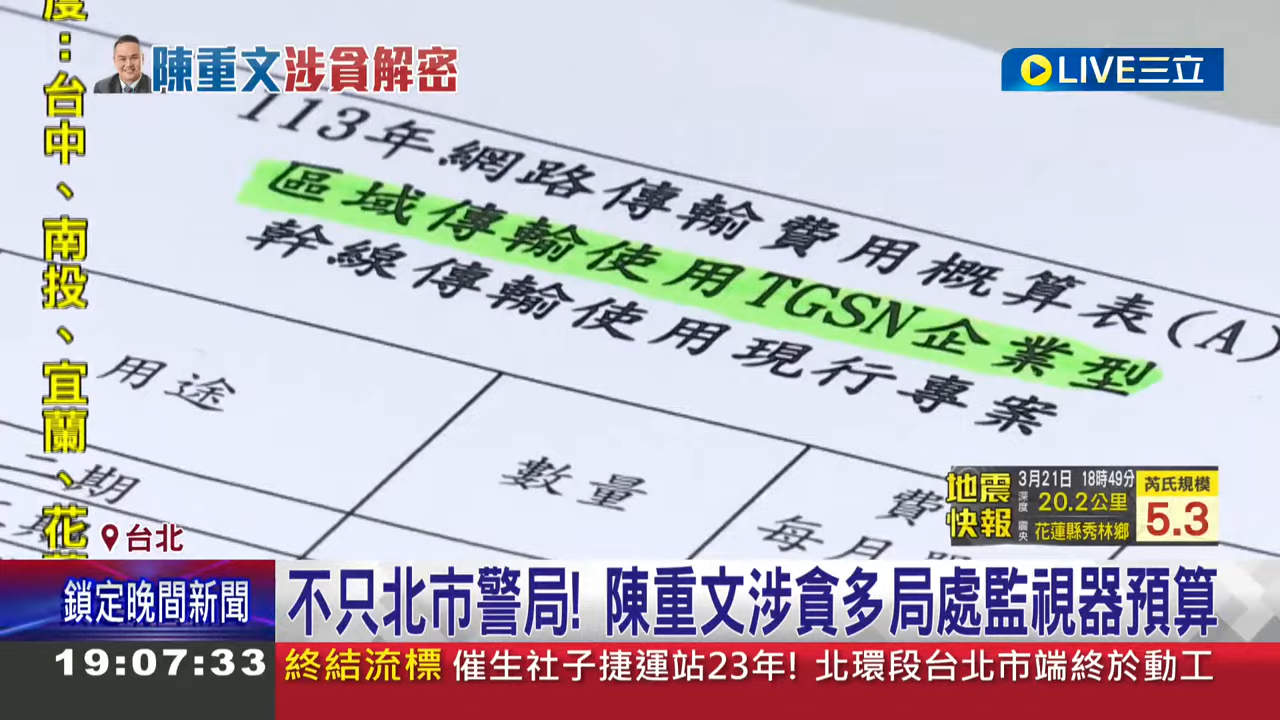 度：台中、南投、宜蘭、花
陳重文涉貪解密
LIVE三立
113年網路傳輸費用概算表(A)
區域傳輸使用TGSN企業型
幹線傳輸使用現行專案
用途
數量
費
每月
二期
台北
地震快報
3月21日 18時49分
深度 20.2公里
震央 花蓮縣秀林鄉
芮氏規模
5.3
鎖定晚間新聞
不只北市警局! 陳重文涉貪多局處監視器預算
19:07:33
終結流標 催生社子捷運站23年! 北環段台北市端終於動工